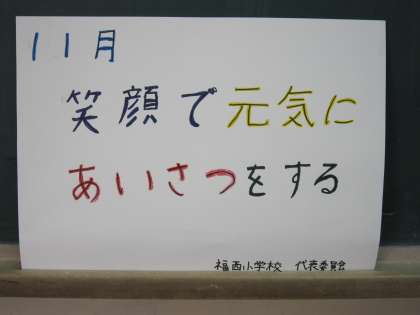 11月
笑顔で元気に
あいさつをする
福西小学校 代表委員会